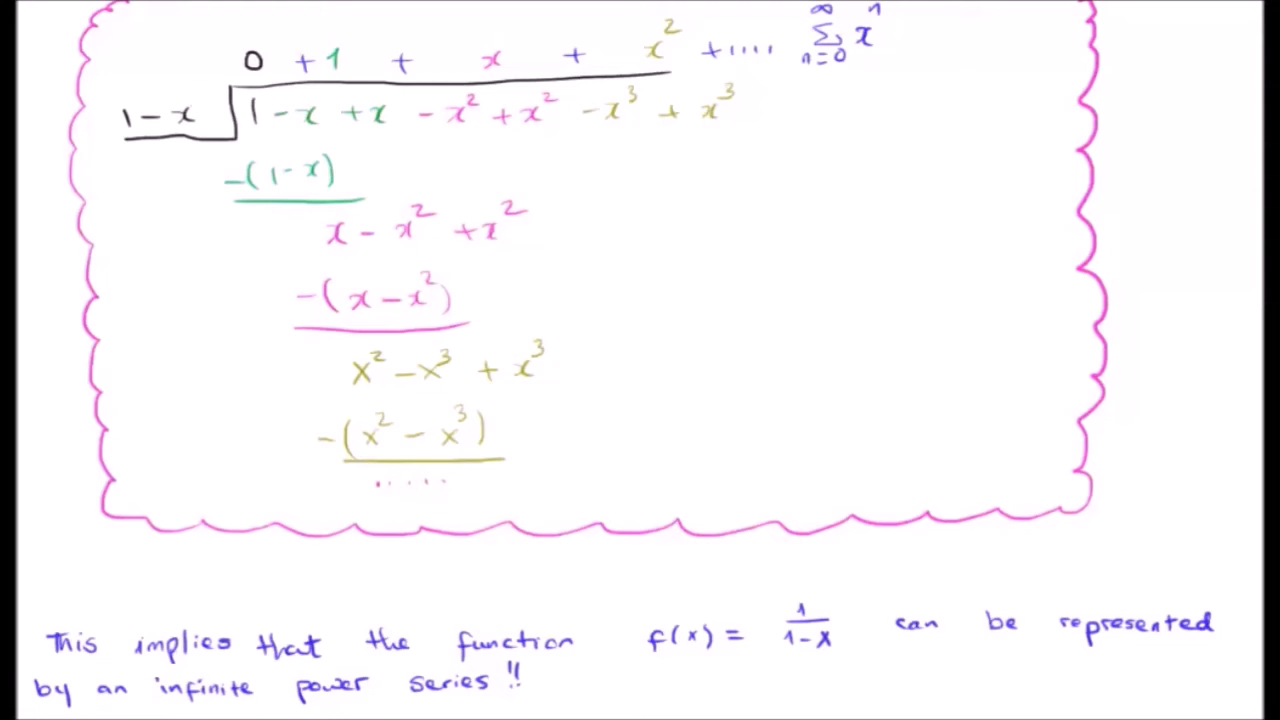 ∞ n
0 + 1 + x + x² + .... Σ x
n=0
1 - x 1 - x + x - x² + x² - x³ + x³
-(1 - x)
x - x² + x²
-(x - x²)
x² - x³ + x³
-(x² - x³)
.....
This implies that the function f(x) = 1/(1-x) can be represented
by an infinite power series!!